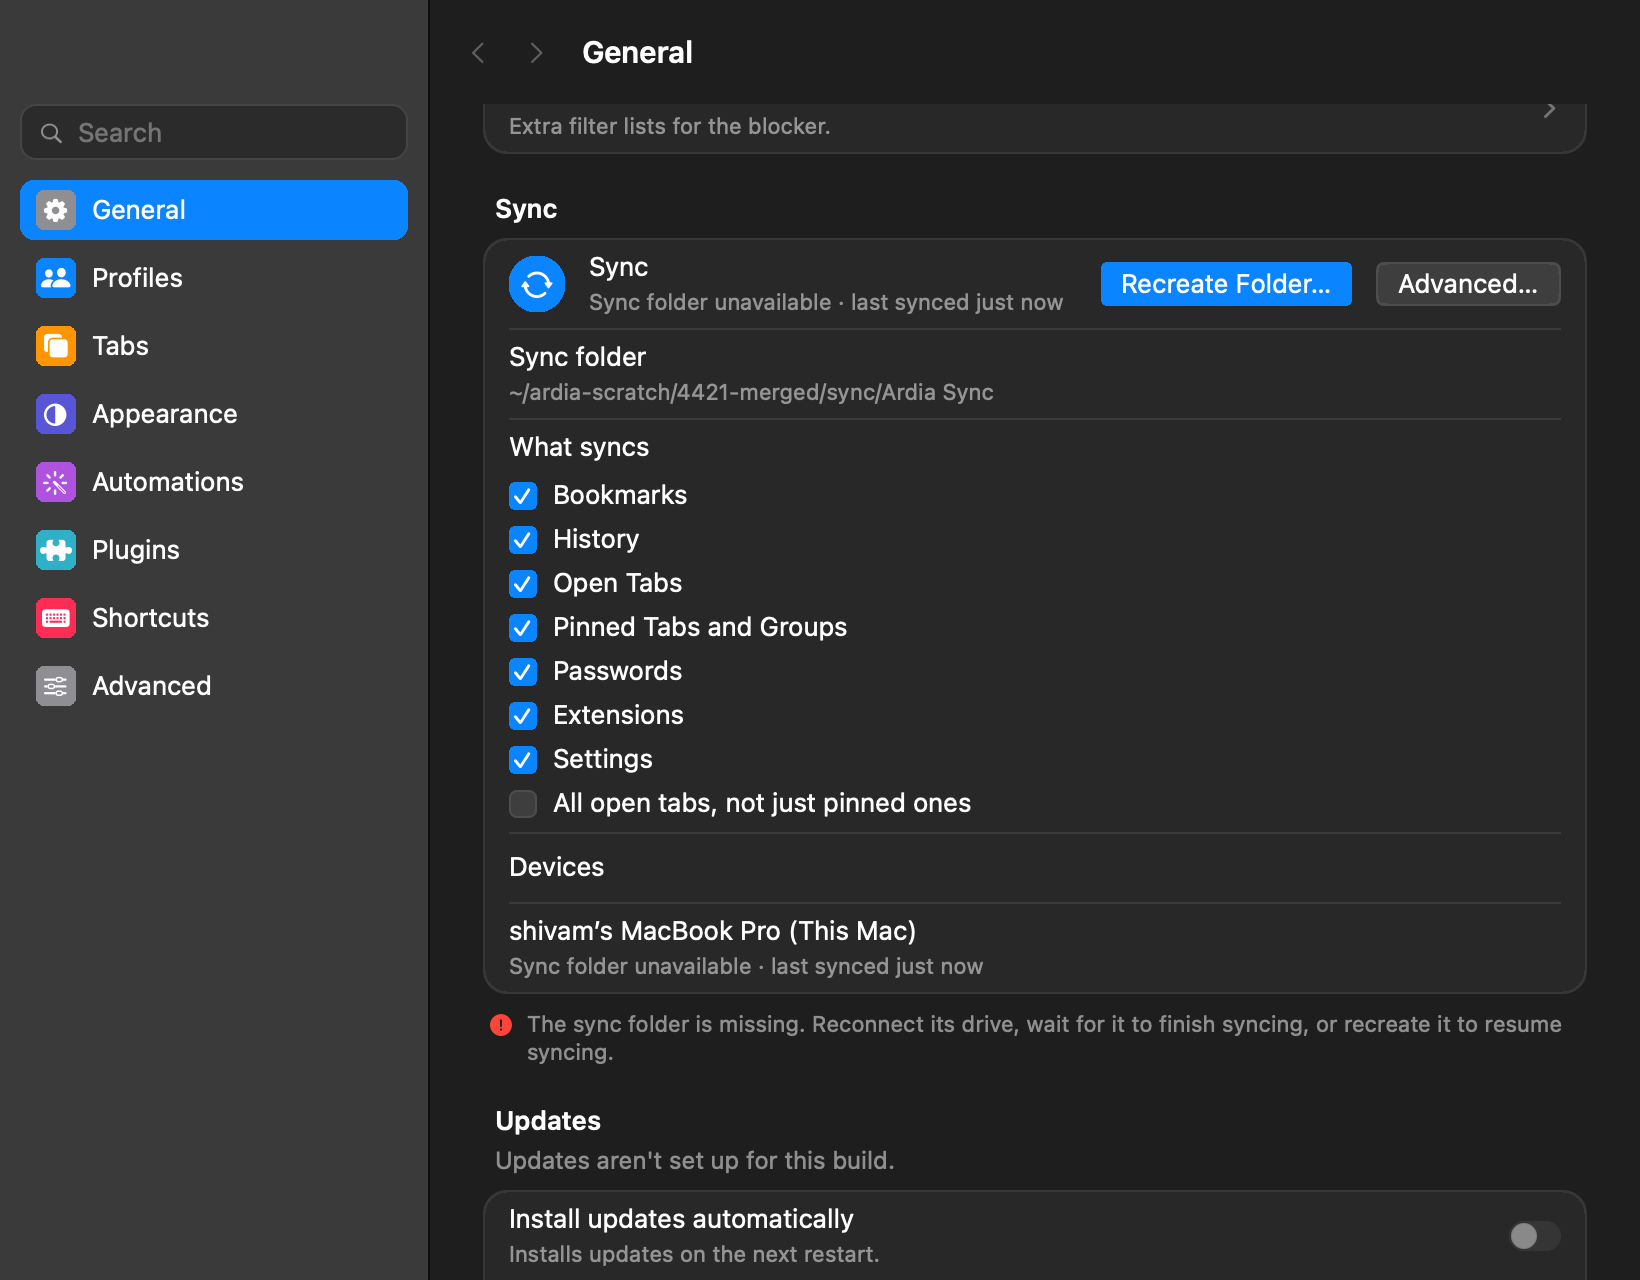 General
Search
General
Profiles
Tabs
Appearance
Automations
Plugins
Shortcuts
Advanced
Extra filter lists for the blocker.
Sync
Sync
Sync folder unavailable · last synced just now
Recreate Folder...
Advanced...
Sync folder
~/ardia-scratch/4421-merged/sync/Ardia Sync
What syncs
Bookmarks
History
Open Tabs
Pinned Tabs and Groups
Passwords
Extensions
Settings
All open tabs, not just pinned ones
Devices
shivam’s MacBook Pro (This Mac)
Sync folder unavailable · last synced just now
The sync folder is missing. Reconnect its drive, wait for it to finish syncing, or recreate it to resume
syncing.
Updates
Updates aren't set up for this build.
Install updates automatically
Installs updates on the next restart.